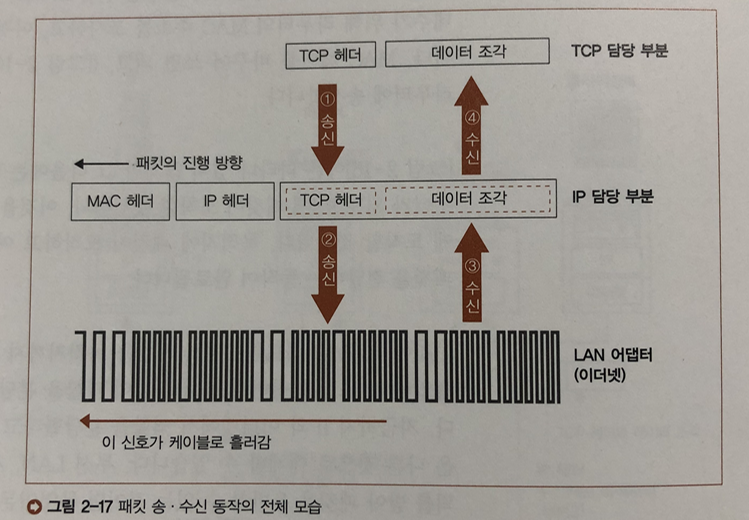 TCP 헤더 데이터 조각 TCP 담당 부분
① 송신 ④ 수신
패킷의 진행 방향
MAC 헤더 IP 헤더 TCP 헤더 데이터 조각 IP 담당 부분
② 송신 ③ 수신
LAN 어댑터
(이더넷)
이 신호가 케이블로 흘러감
그림 2-17 패킷 송·수신 동작의 전체 모습